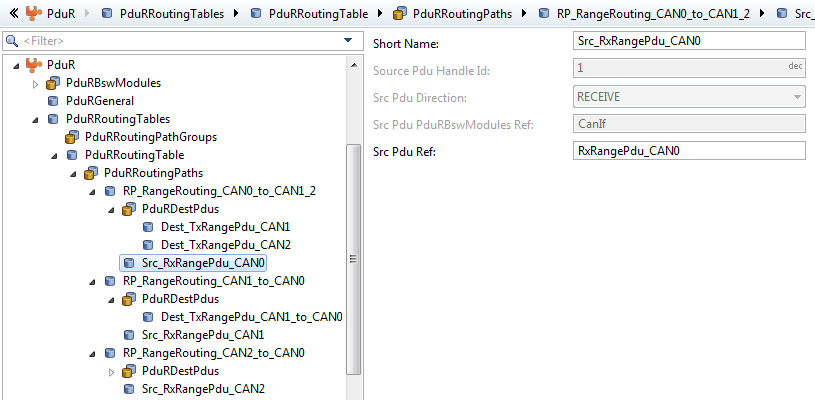 PduR PduRRoutingTables PduRRoutingTable PduRRoutingPaths RP_RangeRouting_CAN0_to_CAN1_2 Src_
<Filter>
PduR
PduRBswModules
PduRGeneral
PduRRoutingTables
PduRRoutingPathGroups
PduRRoutingTable
PduRRoutingPaths
RP_RangeRouting_CAN0_to_CAN1_2
PduRDestPdus
Dest_TxRangePdu_CAN1
Dest_TxRangePdu_CAN2
Src_RxRangePdu_CAN0
RP_RangeRouting_CAN1_to_CAN0
PduRDestPdus
Dest_TxRangePdu_CAN1_to_CAN0
Src_RxRangePdu_CAN1
RP_RangeRouting_CAN2_to_CAN0
PduRDestPdus
Src_RxRangePdu_CAN2
Short Name: Src_RxRangePdu_CAN0
Source Pdu Handle Id: 1 dec
Src Pdu Direction: RECEIVE
Src Pdu PduRBswModules Ref: CanIf
Src Pdu Ref: RxRangePdu_CAN0